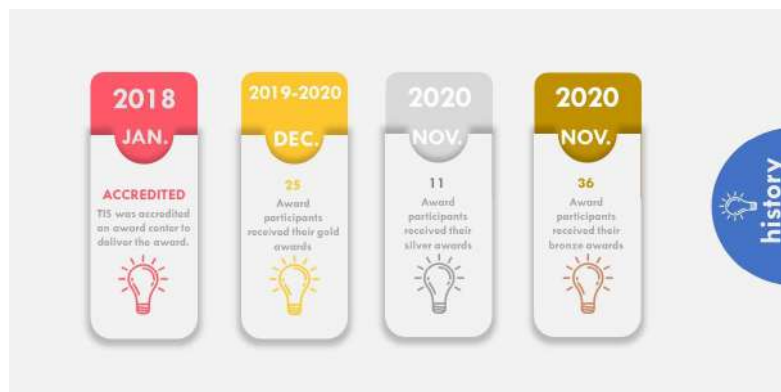 2018
JAN.
ACCREDITED
TIS was accredited
an award center to
deliver the award.
2019-2020
DEC.
25
Award
participants
received their gold
awards
2020
NOV.
11
Award
participants
received their
silver awards
2020
NOV.
36
Award
participants
received their
bronze awards
history